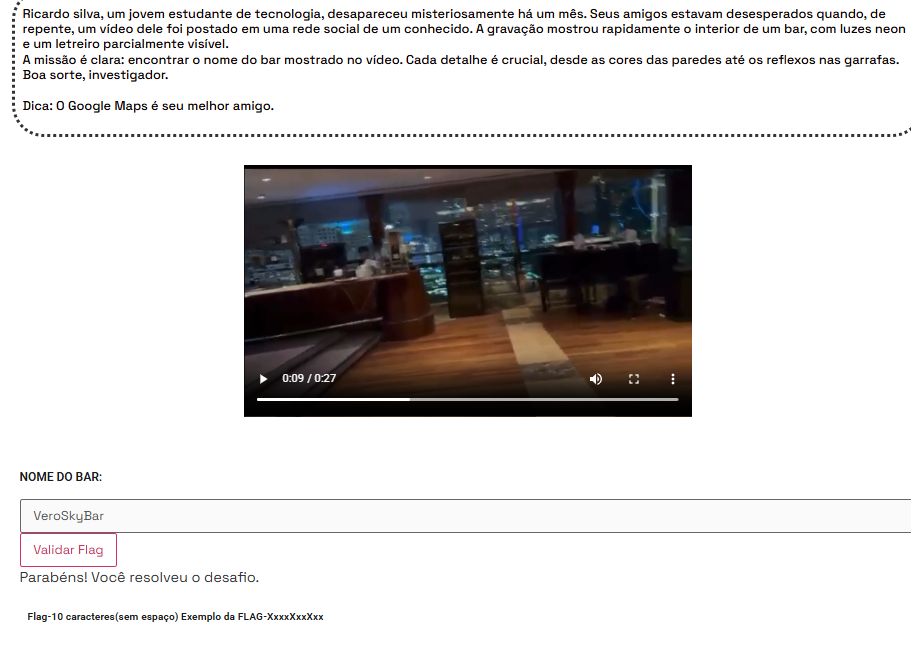 Ricardo silva, um jovem estudante de tecnologia, desapareceu misteriosamente há um mês. Seus amigos estavam desesperados quando, de
repente, um vídeo dele foi postado em uma rede social de um conhecido. A gravação mostrou rapidamente o interior de um bar, com luzes neon
e um letreiro parcialmente visível.
A missão é clara: encontrar o nome do bar mostrado no vídeo. Cada detalhe é crucial, desde as cores das paredes até os reflexos nas garrafas.
Boa sorte, investigador.
Dica: O Google Maps é seu melhor amigo.
0:09 / 0:27
NOME DO BAR:
VeroSkyBar
Validar Flag
Parabéns! Você resolveu o desafio.
Flag-10 caracteres(sem espaço) Exemplo da FLAG-XxxxXxxXxx